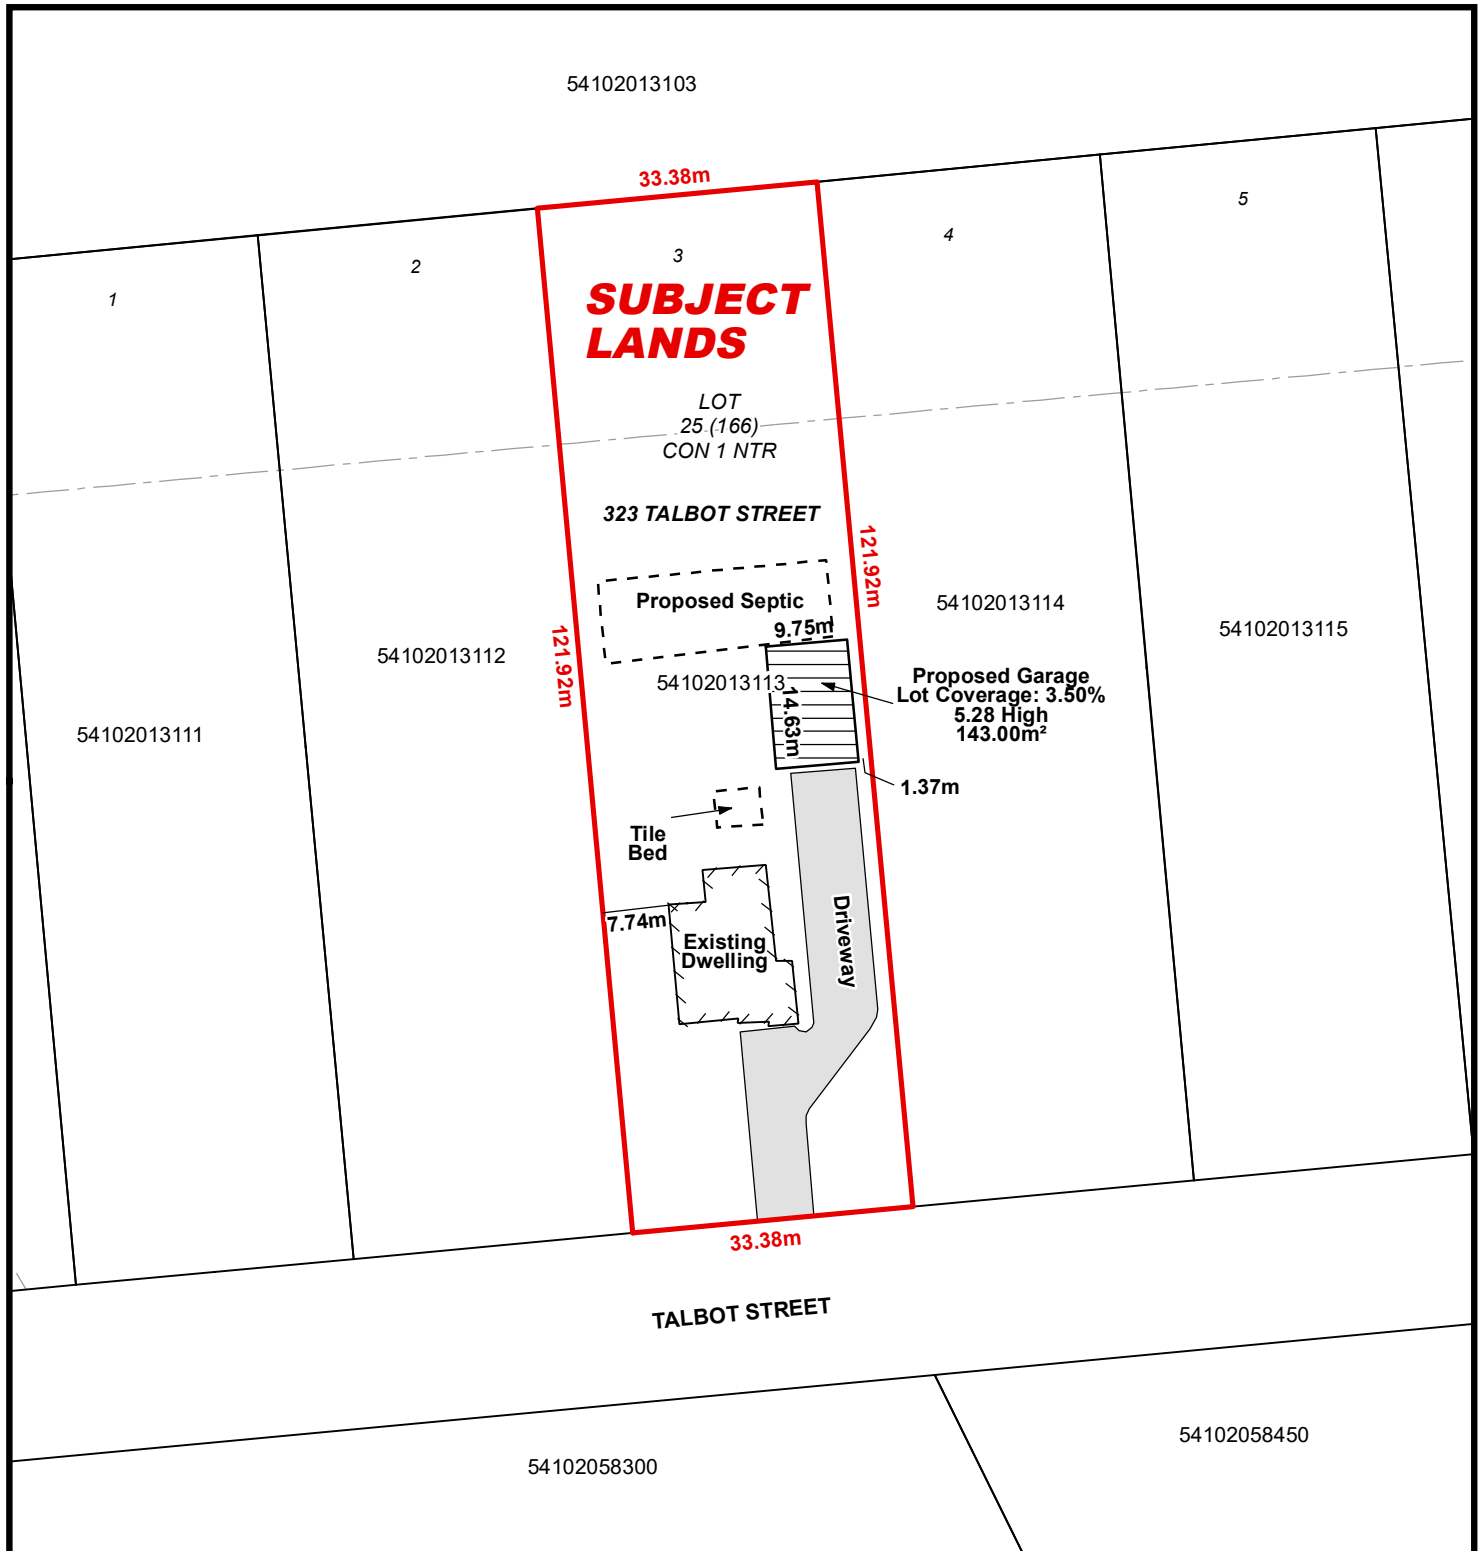 54102013103
33.38m
5
4
3
2
1
SUBJECT
LANDS
LOT
25 (166)
CON 1 NTR
323 TALBOT STREET
121.92m
Proposed Septic
54102013114
9.75m
54102013115
121.92m
54102013112
54102013113
14.63m
Proposed Garage
Lot Coverage: 3.50%
5.28 High
143.00m²
54102013111
1.37m
Tile
Bed
Driveway
7.74m
Existing
Dwelling
33.38m
TALBOT STREET
54102058450
54102058300